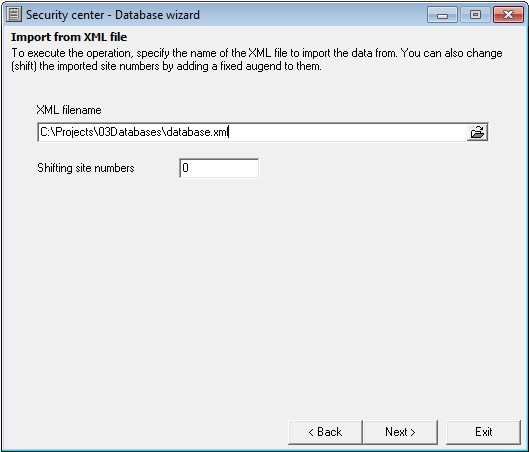 Security center - Database wizard
Import from XML file
To execute the operation, specify the name of the XML file to import the data from. You can also change
(shift) the imported site numbers by adding a fixed augend to them.
XML filename
C:\Projects\03Databases\database.xml
Shifting site numbers 0
< Back Next > Exit